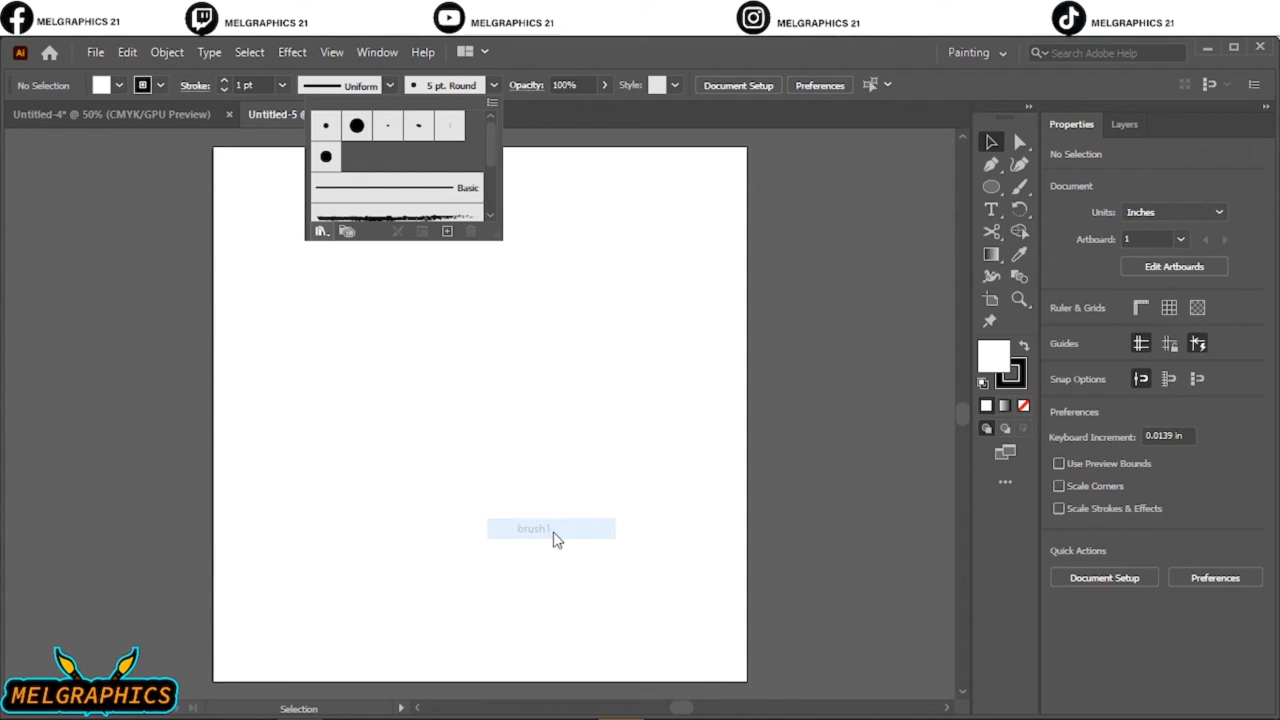 MELGRAPHICS 21 MELGRAPHICS 21 MELGRAPHICS 21 MELGRAPHICS 21 MELGRAPHICS 21
Ai File Edit Object Type Select Effect View Window Help Painting Search Adobe Help
No Selection Stroke: 1 pt Uniform 5 pt. Round Opacity: 100% Style: Document Setup Preferences
Untitled-4* @ 50% (CMYK/GPU Preview) × Untitled-5 @
Properties Layers
No Selection
Document
Basic
Units: Inches
Artboard: 1
Edit Artboards
Ruler & Grids
Guides
Snap Options
Preferences
Keyboard Increment: 0.0139 in
Use Preview Bounds
Scale Corners
Scale Strokes & Effects
brush1
Quick Actions
Document Setup Preferences
MELGRAPHICS
Selection